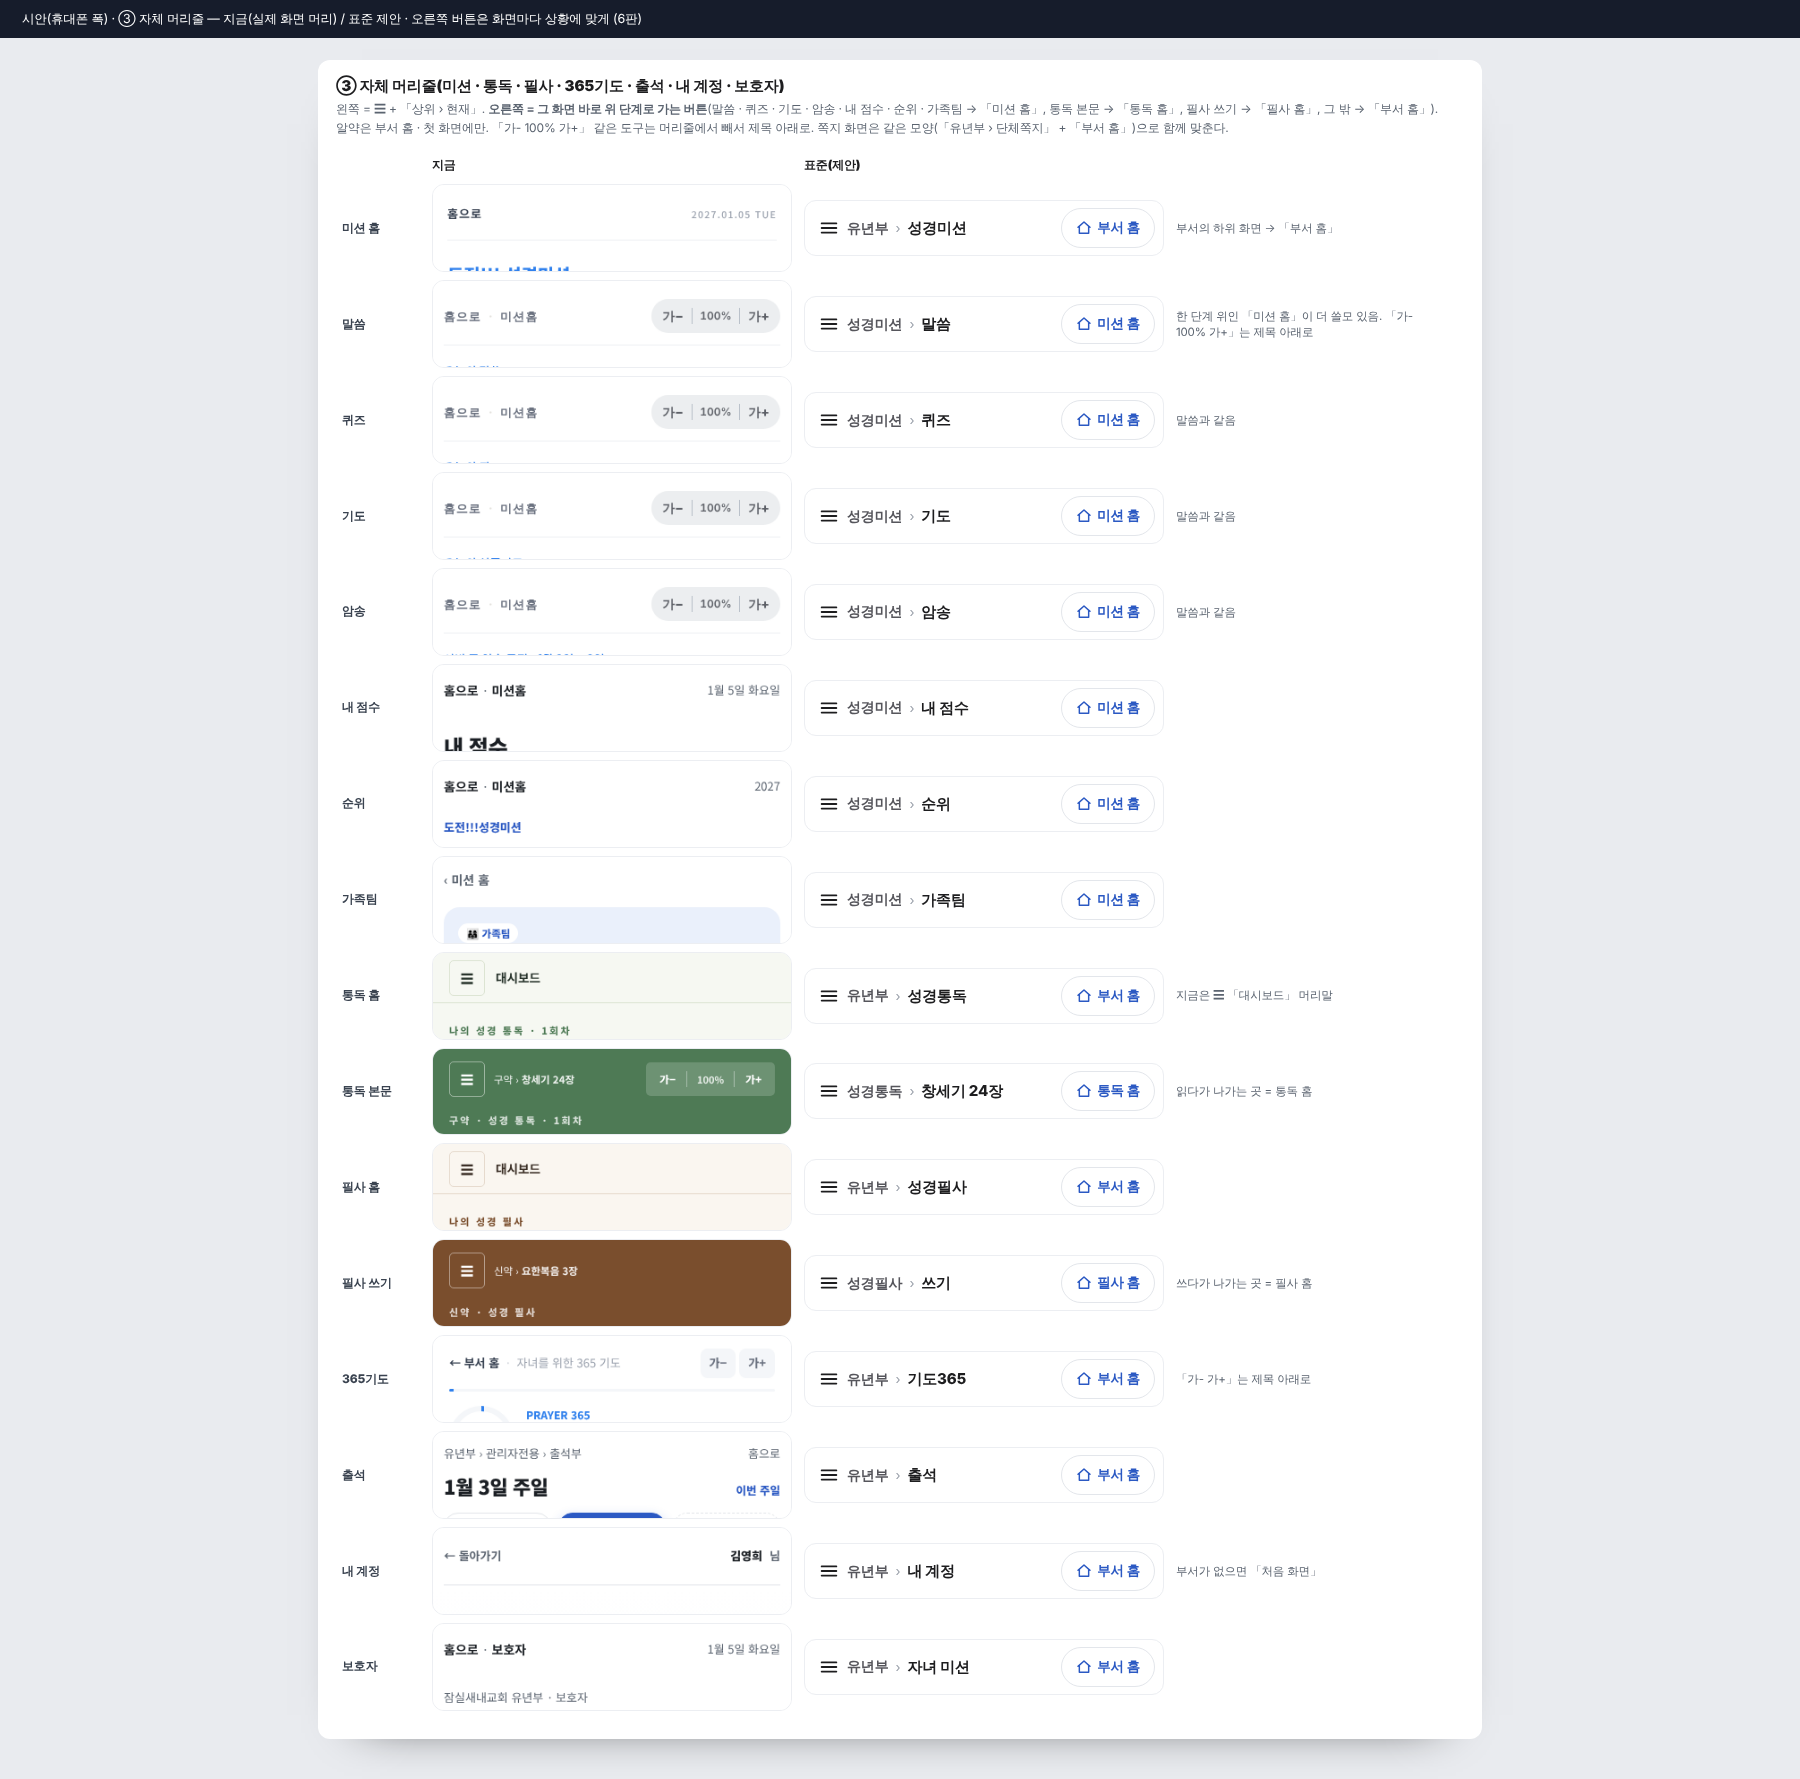 시안(휴대폰 폭) · ③ 자체 머리줄 — 지금(실제 화면 머리) / 표준 제안 · 오른쪽 버튼은 화면마다 상황에 맞게 (6판)
③ 자체 머리줄(미션 · 통독 · 필사 · 365기도 · 출석 · 내 계정 · 보호자)
왼쪽 = ☰ + 「상위 › 현재」. 오른쪽 = 그 화면 바로 위 단계로 가는 버튼(말씀 · 퀴즈 · 기도 · 암송 · 내 점수 · 순위 · 가족팀 → 「미션 홈」, 통독 본문 → 「통독 홈」, 필사 쓰기 → 「필사 홈」, 그 밖 → 「부서 홈」).
알약은 부서 홈 · 첫 화면에만. 「가- 100% 가+」 같은 도구는 머리줄에서 빼서 제목 아래로. 쪽지 화면은 같은 모양(「유년부 › 단체쪽지」 + 「부서 홈」)으로 함께 맞춘다.
지금 표준(제안)
미션 홈
홈으로 2027.01.05 TUE
도전!!! 성경미션
☰ 유년부 › 성경미션 부서 홈
부서의 하위 화면 → 「부서 홈」
말씀
홈으로 · 미션홈 가− 100% 가+
☰ 성경미션 › 말씀 미션 홈
한 단계 위인 「미션 홈」이 더 쓸모 있음. 「가-
100% 가+」는 제목 아래로
퀴즈
홈으로 · 미션홈 가− 100% 가+
☰ 성경미션 › 퀴즈 미션 홈
말씀과 같음
기도
홈으로 · 미션홈 가− 100% 가+
☰ 성경미션 › 기도 미션 홈
말씀과 같음
암송
홈으로 · 미션홈 가− 100% 가+
☰ 성경미션 › 암송 미션 홈
말씀과 같음
내 점수
홈으로 · 미션홈 1월 5일 화요일
내 점수
☰ 성경미션 › 내 점수 미션 홈
순위
홈으로 · 미션홈 2027
도전!!!성경미션
☰ 성경미션 › 순위 미션 홈
가족팀
‹ 미션 홈
가족팀
☰ 성경미션 › 가족팀 미션 홈
통독 홈
☰ 대시보드
나의 성경 통독 · 1회차
☰ 유년부 › 성경통독 부서 홈
지금은 ☰ 「대시보드」 머리말
통독 본문
☰ 구약 › 창세기 24장 가− 100% 가+
구약 · 성경 통독 · 1회차
☰ 성경통독 › 창세기 24장 통독 홈
읽다가 나가는 곳 = 통독 홈
필사 홈
☰ 대시보드
나의 성경 필사
☰ 유년부 › 성경필사 부서 홈
필사 쓰기
☰ 신약 › 요한복음 3장
신약 · 성경 필사
☰ 성경필사 › 쓰기 필사 홈
쓰다가 나가는 곳 = 필사 홈
365기도
← 부서 홈 · 자녀를 위한 365 기도 가− 가+
PRAYER 365
☰ 유년부 › 기도365 부서 홈
「가- 가+」는 제목 아래로
출석
유년부 › 관리자전용 › 출석부 홈으로
1월 3일 주일 이번 주일
☰ 유년부 › 출석 부서 홈
내 계정
← 돌아가기 김영희 님
☰ 유년부 › 내 계정 부서 홈
부서가 없으면 「처음 화면」
보호자
홈으로 · 보호자 1월 5일 화요일
잠실새내교회 유년부 · 보호자
☰ 유년부 › 자녀 미션 부서 홈